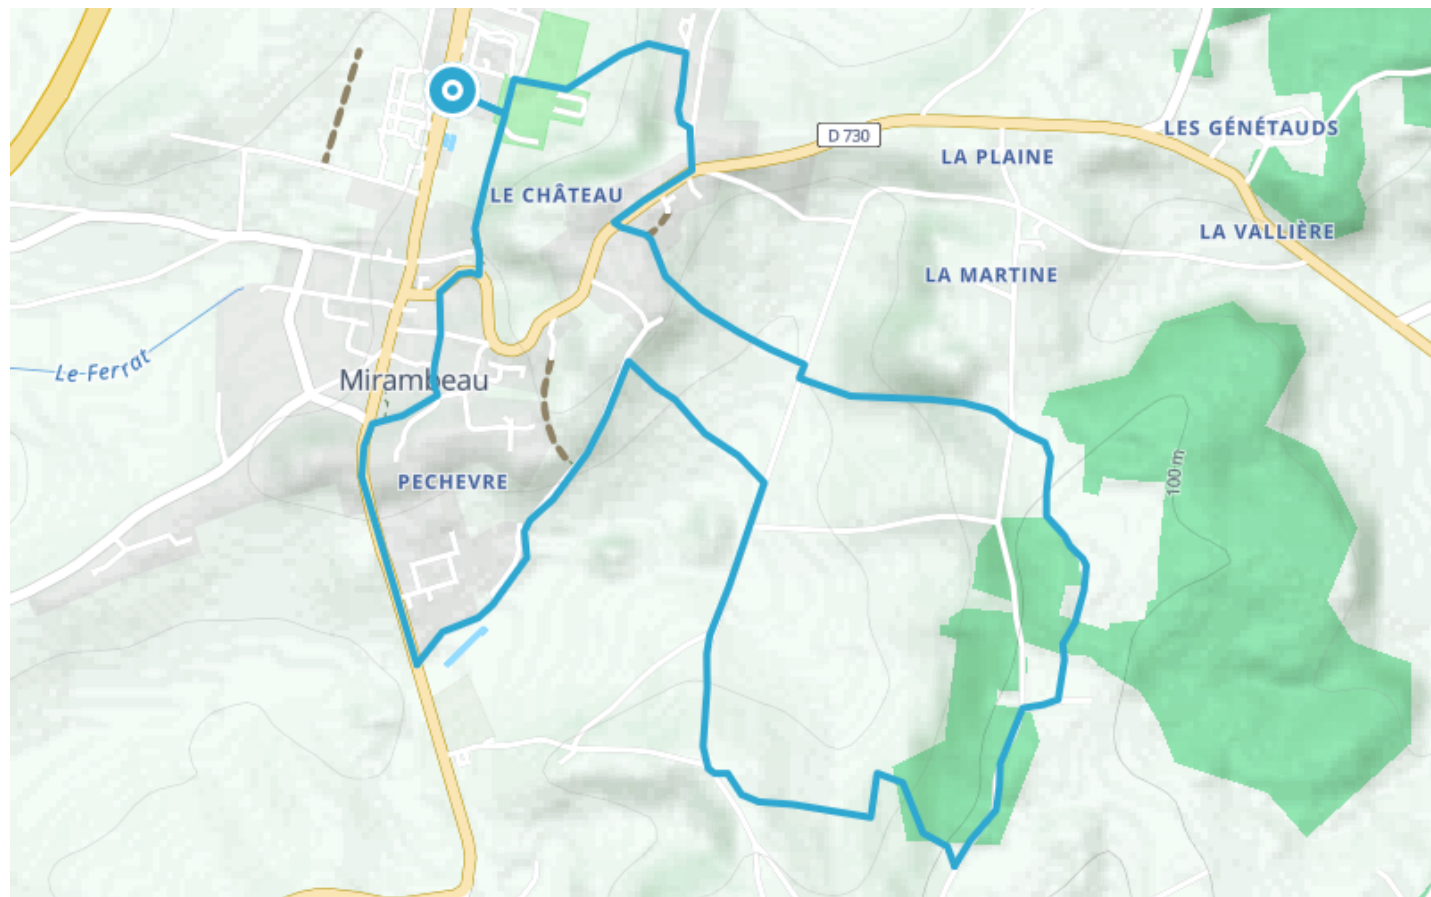 LES GÉNÉTAUDS
D 730
LA PLAINE
LE CHÂTEAU
LA VALLIÈRE
LA MARTINE
Le-Ferrat
Mirambeau
PECHEVRE
100 m